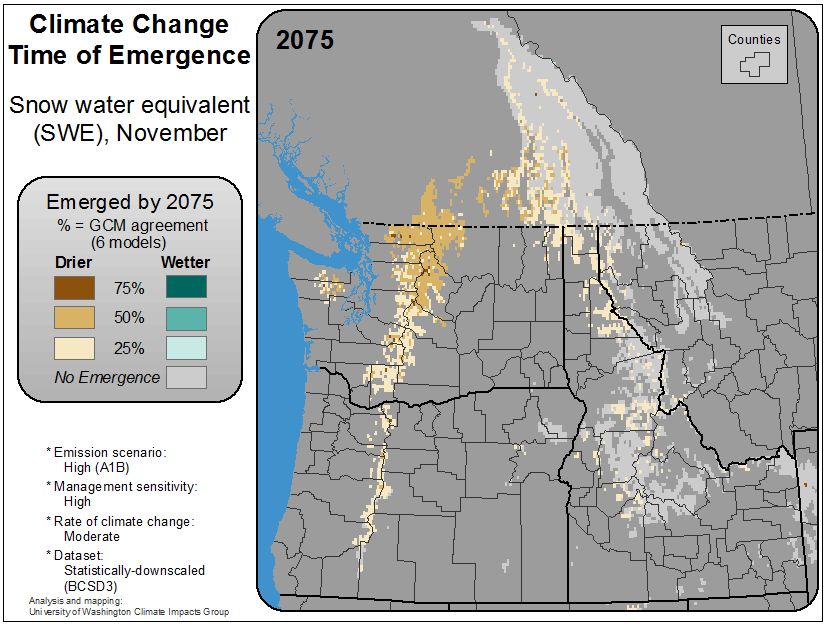 Climate Change
Time of Emergence
Snow water equivalent
(SWE), November
Emerged by 2075
% = GCM agreement
(6 models)
Drier Wetter
75%
50%
25%
No Emergence
* Emission scenario:
High (A1B)
* Management sensitivity:
High
* Rate of climate change:
Moderate
* Dataset:
Statistically-downscaled
(BCSD3)
Analysis and mapping:
University of Washington Climate Impacts Group
2075
Counties